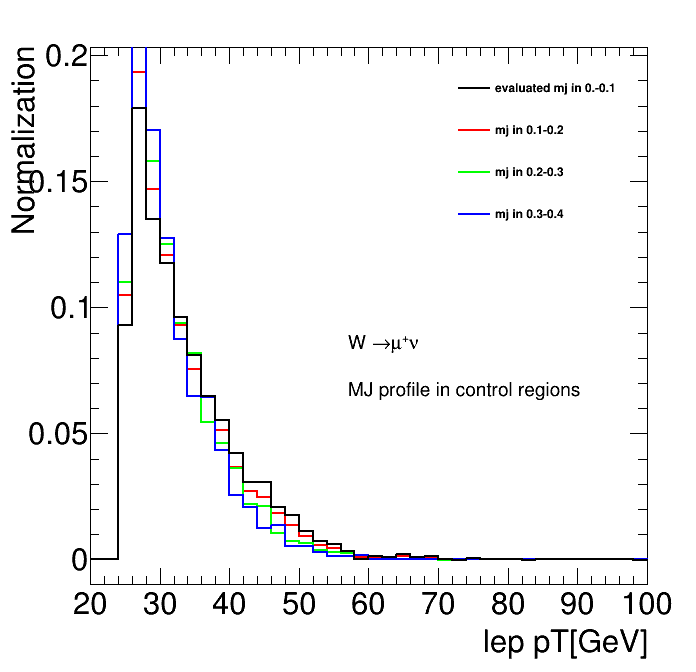 Normalization
0.2
0.15
0.1
0.05
0
evaluated mj in 0.-0.1
mj in 0.1-0.2
mj in 0.2-0.3
mj in 0.3-0.4
W →μ⁺ν
MJ profile in control regions
20 30 40 50 60 70 80 90 100
lep pT[GeV]